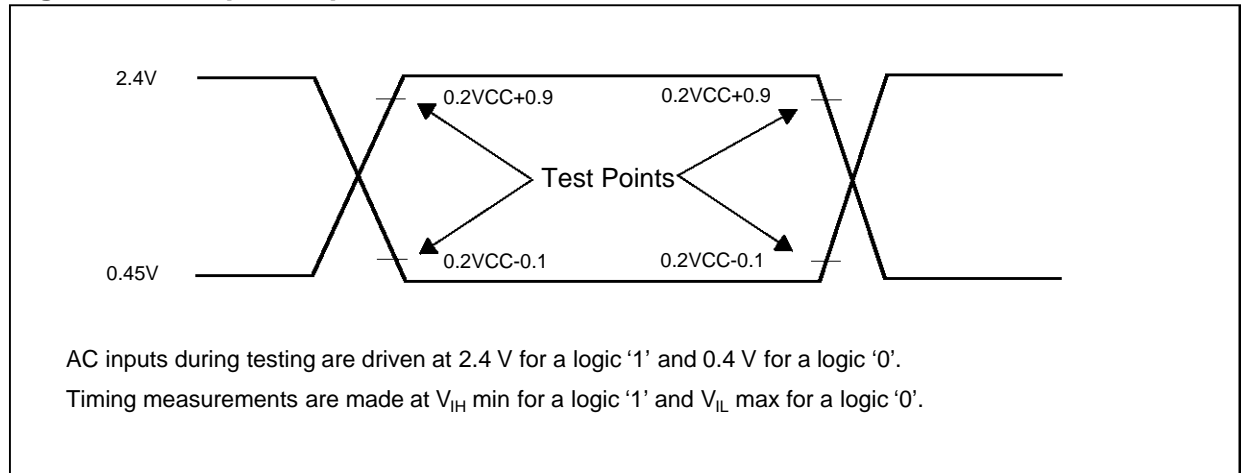 2.4V
0.2VCC+0.9 0.2VCC+0.9
Test Points
0.2VCC-0.1 0.2VCC-0.1
0.45V
AC inputs during testing are driven at 2.4 V for a logic ‘1’ and 0.4 V for a logic ‘0’.
Timing measurements are made at VIH min for a logic ‘1’ and VIL max for a logic ‘0’.